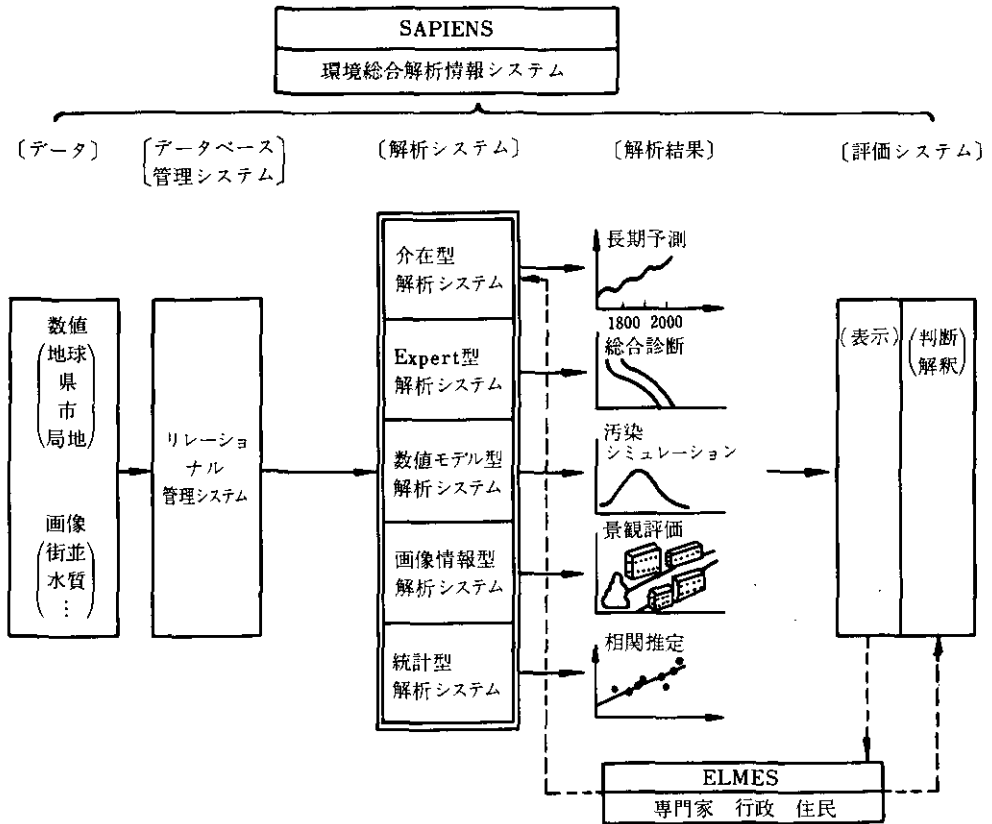 SAPIENS
環境総合解析情報システム
〔データ〕
〔データベース
管理システム〕
〔解析システム〕
〔解析結果〕
〔評価システム〕
数値
(地球
県
市
局地)
画像
(街並
水質
⋮)
リレーショ
ナル
管理システム
介在型
解析システム
Expert型
解析システム
数値モデル型
解析システム
画像情報型
解析システム
統計型
解析システム
長期予測
1800 2000
総合診断
汚染
シミュレーション
景観評価
相関推定
(表示)
(判断
解釈)
ELMES
専門家 行政 住民